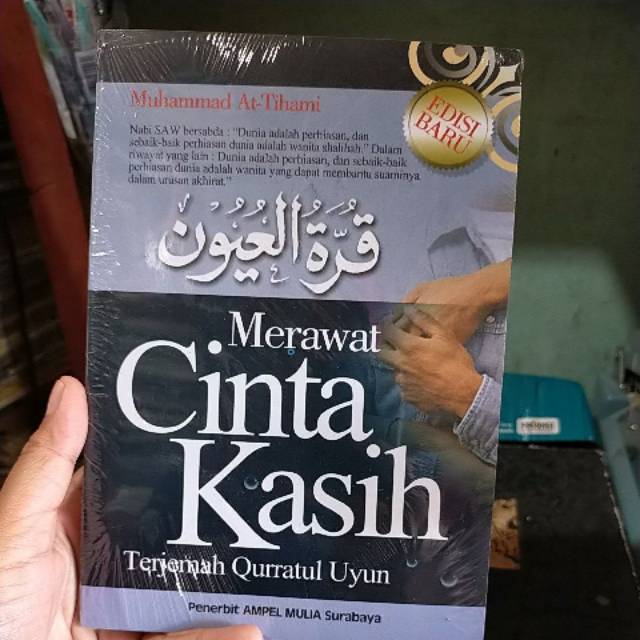 Muhammad At-Tihami
EDISI
BARU
Nabi SAW bersabda : "Dunia adalah perhiasan, dan
sebaik-baik perhiasan dunia adalah wanita shalihah." Dalam
riwayat yang lain : Dunia adalah perhiasan, dan sebaik-baik
perhiasan dunia adalah wanita yang dapat membantu suaminya
dalam urusan akhirat."
قُرَّةُ الْعُيُوْنِ
Merawat
Cinta
Kasih
Terjemah Qurratul Uyun
Penerbit AMPEL MULIA Surabaya